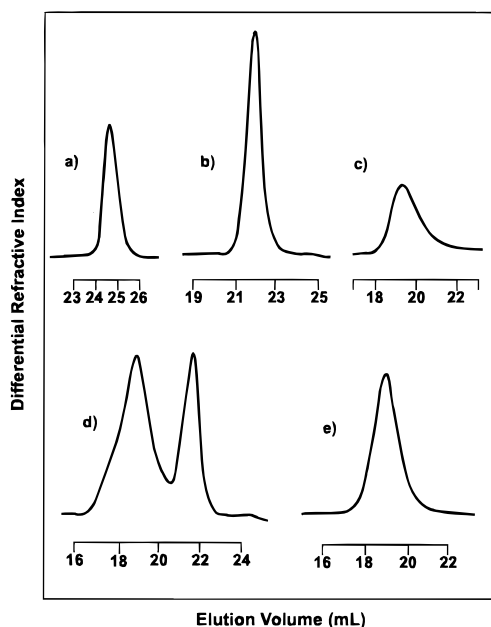 Differential Refractive Index
a)
23 24 25 26
b)
19 21 23 25
c)
18 20 22
d)
16 18 20 22 24
e)
16 18 20 22
Elution Volume (mL)